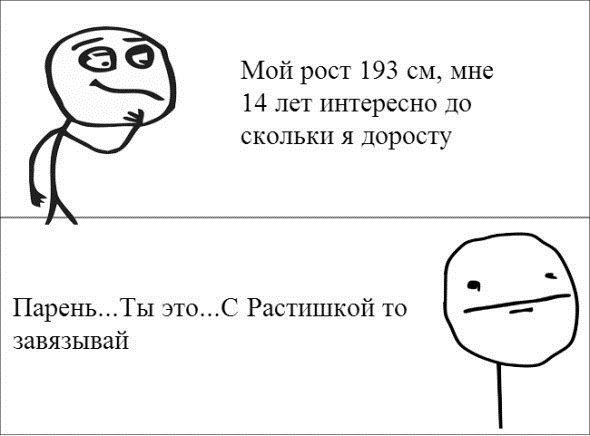 Мой рост 193 см, мне
14 лет интересно до
скольки я доросту
Парень...Ты это...С Растишкой то
завязывай